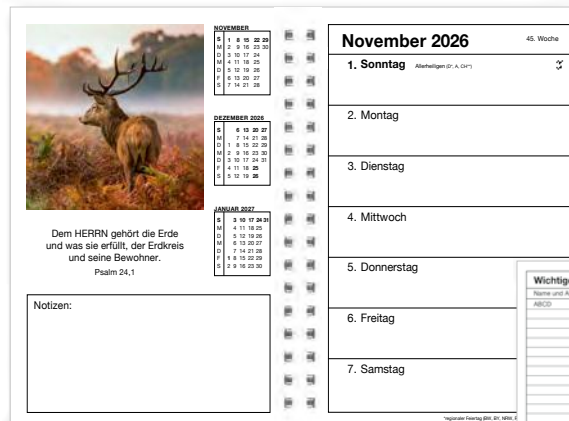 NOVEMBER
S 1 8 15 22 29
M 2 9 16 23 30
D 3 10 17 24
M 4 11 18 25
D 5 12 19 26
F 6 13 20 27
S 7 14 21 28
DEZEMBER 2026
S 6 13 20 27
M 7 14 21 28
D 1 8 15 22 29
M 2 9 16 23 30
D 3 10 17 24 31
F 4 11 18 25
S 5 12 19 26
JANUAR 2027
S 3 10 17 24 31
M 4 11 18 25
D 5 12 19 26
M 6 13 20 27
D 7 14 21 28
F 1 8 15 22 29
S 2 9 16 23 30
Dem HERRN gehört die Erde
und was sie erfüllt, der Erdkreis
und seine Bewohner.
Psalm 24,1
Notizen:
November 2026 45. Woche
1. Sonntag Allerheiligen (D*, A, CH**)
2. Montag
3. Dienstag
4. Mittwoch
5. Donnerstag
6. Freitag
7. Samstag
*regionaler Feiertag (BW, BY, NRW,
Wichtig
Name und A
ABCD